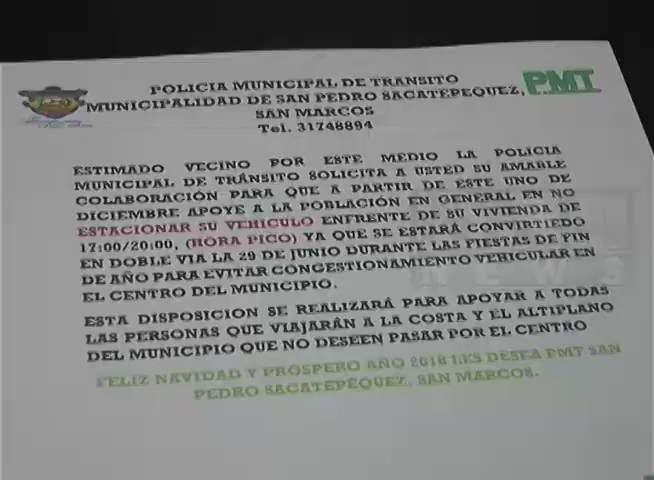 POLICIA MUNICIPAL DE TRANSITO
MUNICIPALIDAD DE SAN PEDRO SACATEPEQUEZ,
SAN MARCOS
Tel. 31748894
PMT
ESTIMADO VECINO POR ESTE MEDIO LA POLICIA
MUNICIPAL DE TRÁNSITO SOLICITA A USTED SU AMABLE
COLABORACIÓN PARA QUE A PARTIR DE ESTE UNO DE
DICIEMBRE APOYE A LA POBLACIÓN EN GENERAL EN NO
ESTACIONAR SU VEHICULO ENFRENTE DE SU VIVIENDA DE
17:00/20:00, (HORA PICO) YA QUE SE ESTARÁ CONVIRTIEDO
EN DOBLE VIA LA 29 DE JUNIO DURANTE LAS FIESTAS DE FIN
DE AÑO PARA EVITAR CONGESTIONAMIENTO VEHICULAR EN
EL CENTRO DEL MUNICIPIO.
ESTA DISPOSICION SE REALIZARÁ PARA APOYAR A TODAS
LAS PERSONAS QUE VIAJARÁN A LA COSTA Y EL ALTIPLANO
DEL MUNICIPIO QUE NO DESEEN PASAR POR EL CENTRO
FELIZ NAVIDAD Y PROSPERO AÑO 2018 LES DESEA PMT SAN
PEDRO SACATEPÉQUEZ, SAN MARCOS.
NEWS